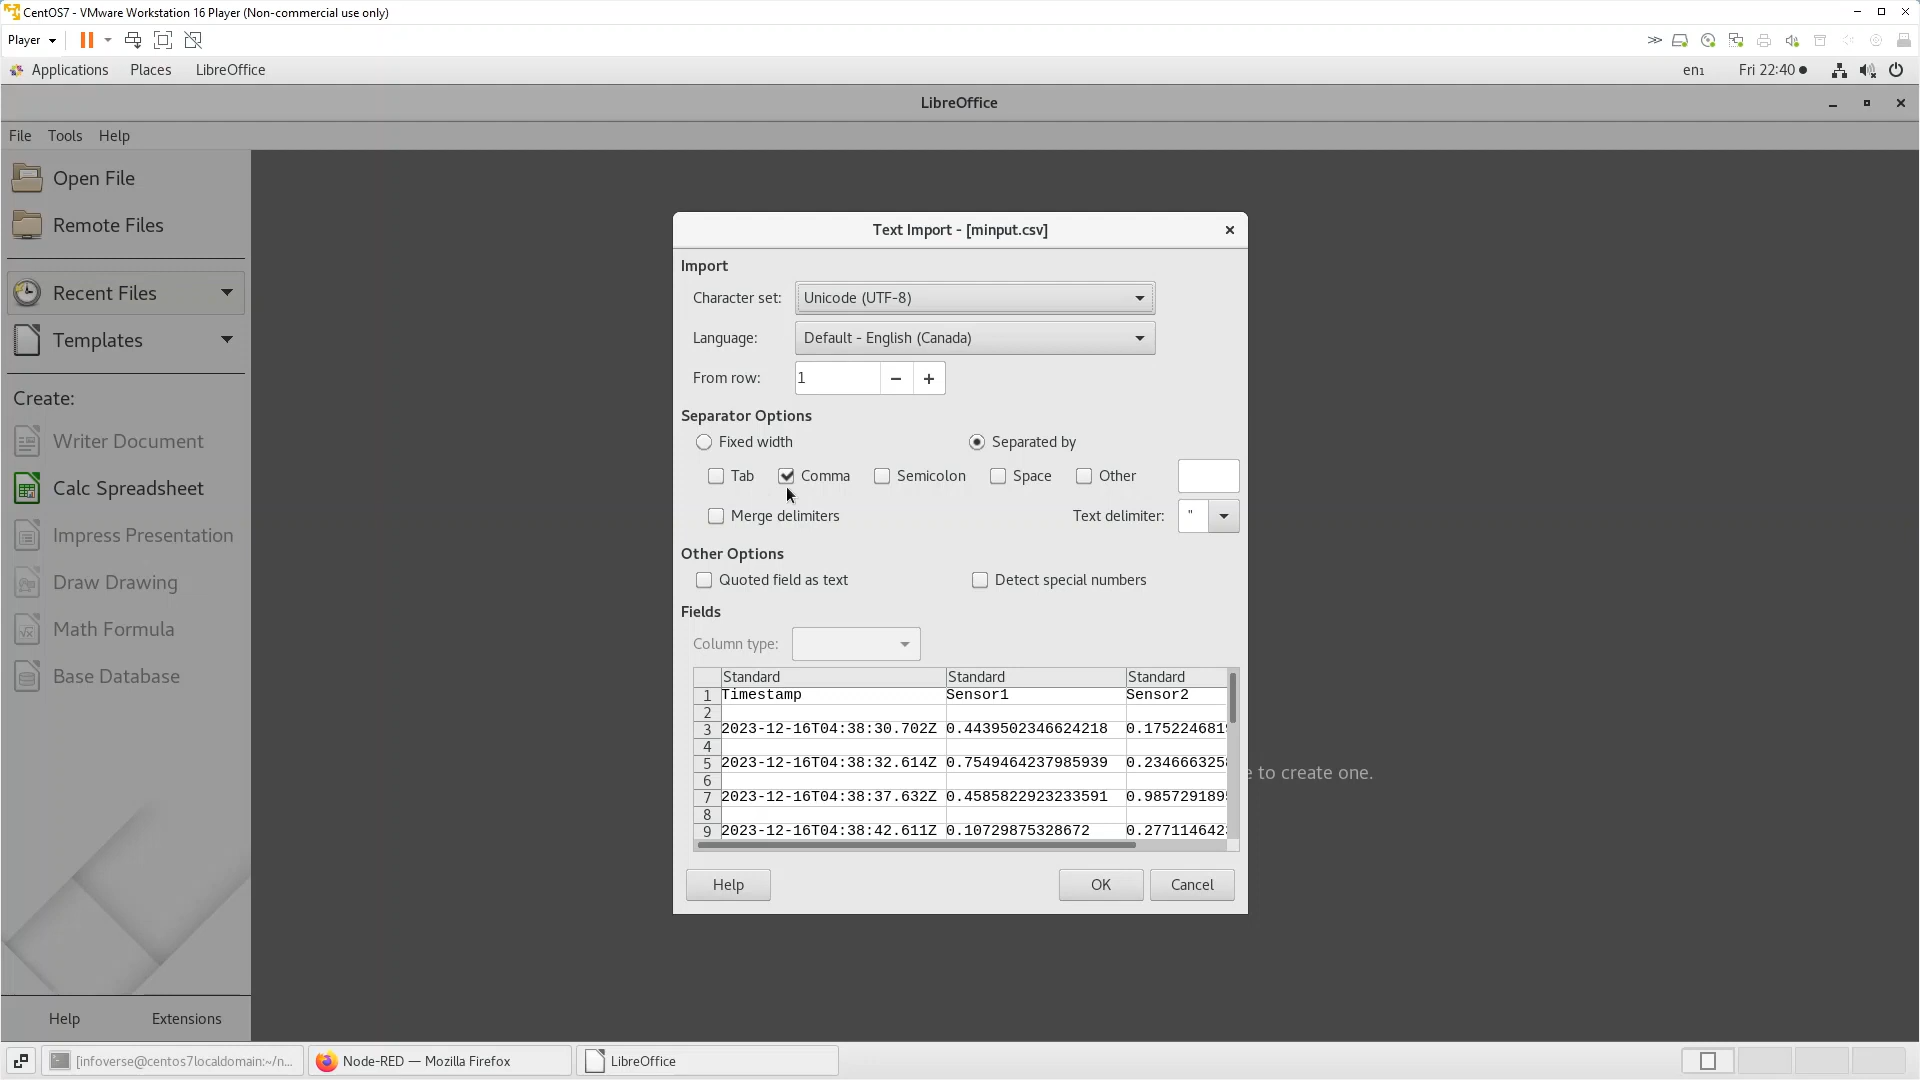 CentOS7 - VMware Workstation 16 Player (Non-commercial use only)
Player
Applications Places LibreOffice en₁ Fri 22:40
LibreOffice
File Tools Help
Open File
Remote Files
Recent Files
Templates
Create:
Writer Document
Calc Spreadsheet
Impress Presentation
Draw Drawing
Math Formula
Base Database
Help Extensions
Text Import - [minput.csv]
Import
Character set: Unicode (UTF-8)
Language: Default - English (Canada)
From row: 1
Separator Options
Fixed width Separated by
Tab Comma Semicolon Space Other
Merge delimiters Text delimiter: "
Other Options
Quoted field as text Detect special numbers
Fields
Column type:
Standard Standard Standard
1 Timestamp Sensor1 Sensor2
2
3 2023-12-16T04:38:30.702Z 0.4439502346624218 0.175224681
4
5 2023-12-16T04:38:32.614Z 0.7549464237985939 0.234666325
6
7 2023-12-16T04:38:37.632Z 0.4585822923233591 0.985729189
8
9 2023-12-16T04:38:42.611Z 0.10729875328672 0.277114642
Help OK Cancel
e to create one.
[infoverse@centos7localdomain:~/n... Node-RED — Mozilla Firefox LibreOffice